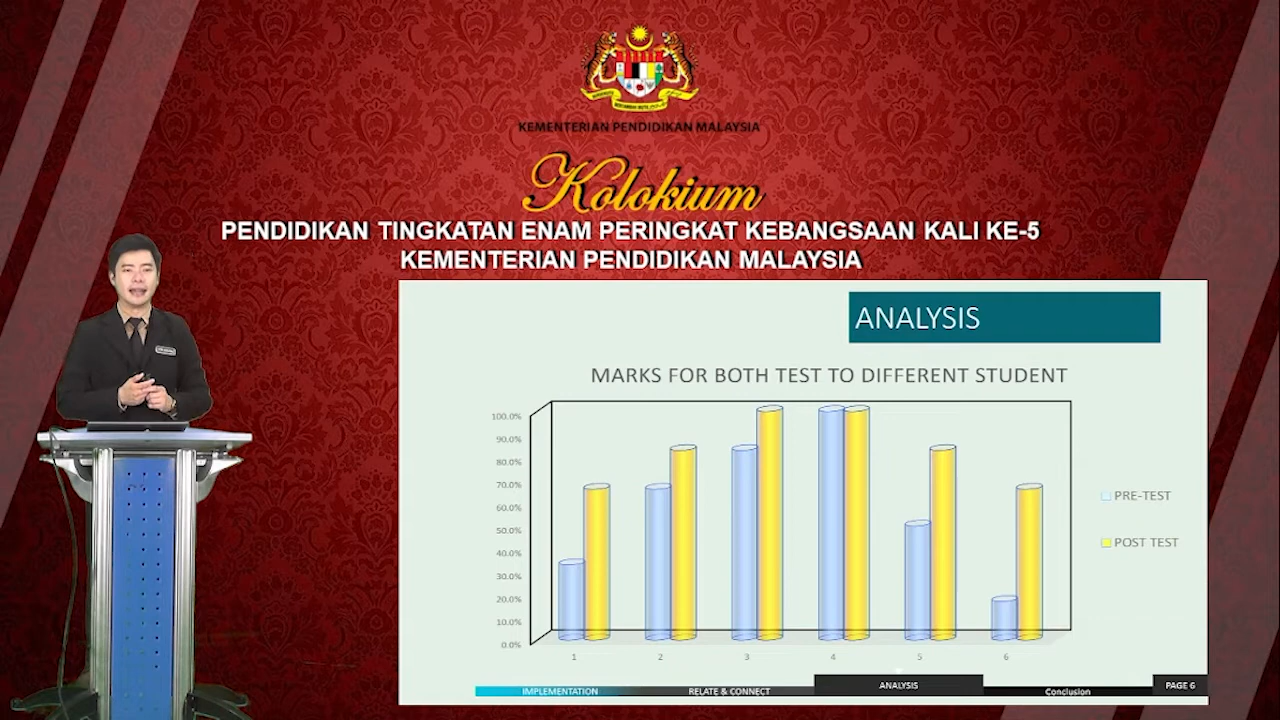 KEMENTERIAN PENDIDIKAN MALAYSIA
Kolokium
PENDIDIKAN TINGKATAN ENAM PERINGKAT KEBANGSAAN KALI KE-5
KEMENTERIAN PENDIDIKAN MALAYSIA
ANALYSIS
MARKS FOR BOTH TEST TO DIFFERENT STUDENT
100.0%
90.0%
80.0%
70.0%
60.0%
50.0%
40.0%
30.0%
20.0%
10.0%
0.0%
PRE-TEST
POST TEST
1 2 3 4 5 6
IMPLEMENTATION RELATE & CONNECT ANALYSIS Conclusion PAGE 6